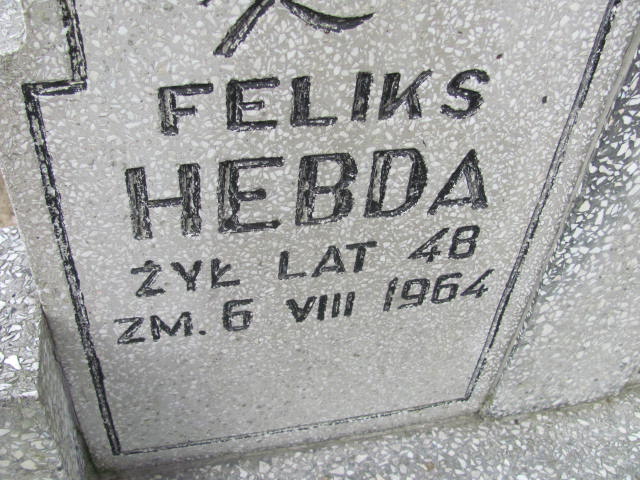 FELIKS
HEBDA
ŻYŁ LAT 48
ZM. 6 VIII 1964